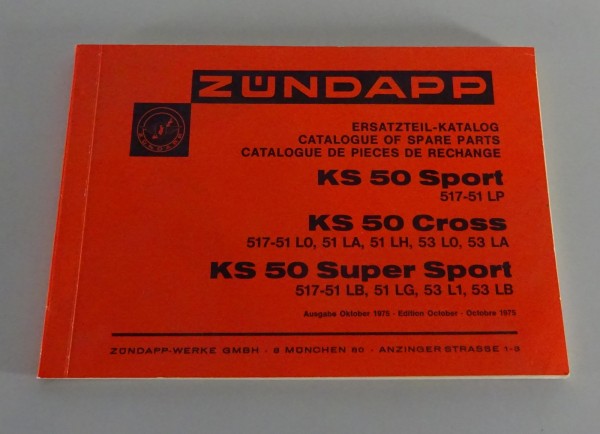 ZÜNDAPP
ERSATZTEIL-KATALOG
CATALOGUE OF SPARE PARTS
CATALOGUE DE PIECES DE RECHANGE
KS 50 Sport
517-51 LP
KS 50 Cross
517-51 LO, 51 LA, 51 LH, 53 LO, 53 LA
KS 50 Super Sport
517-51 LB, 51 LG, 53 L1, 53 LB
Ausgabe Oktober 1975 · Edition October · Octobre 1975
ZÜNDAPP-WERKE GMBH · 8 MÜNCHEN 80 · ANZINGER STRASSE 1-3